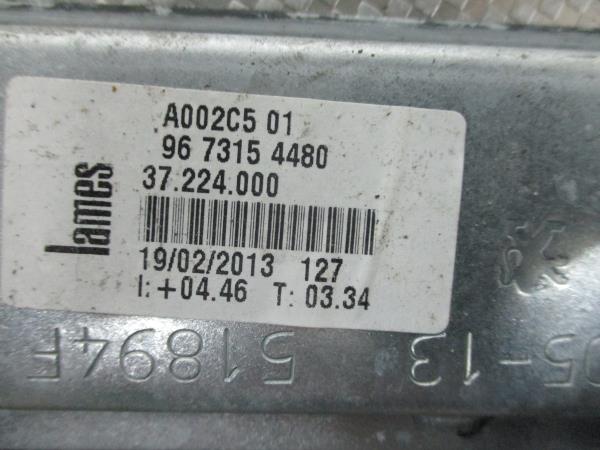 A002C5 01
96 7315 4480
37.224.000
lames
19/02/2013 127
I: +04.46 T: 03.34
05-13 51894F